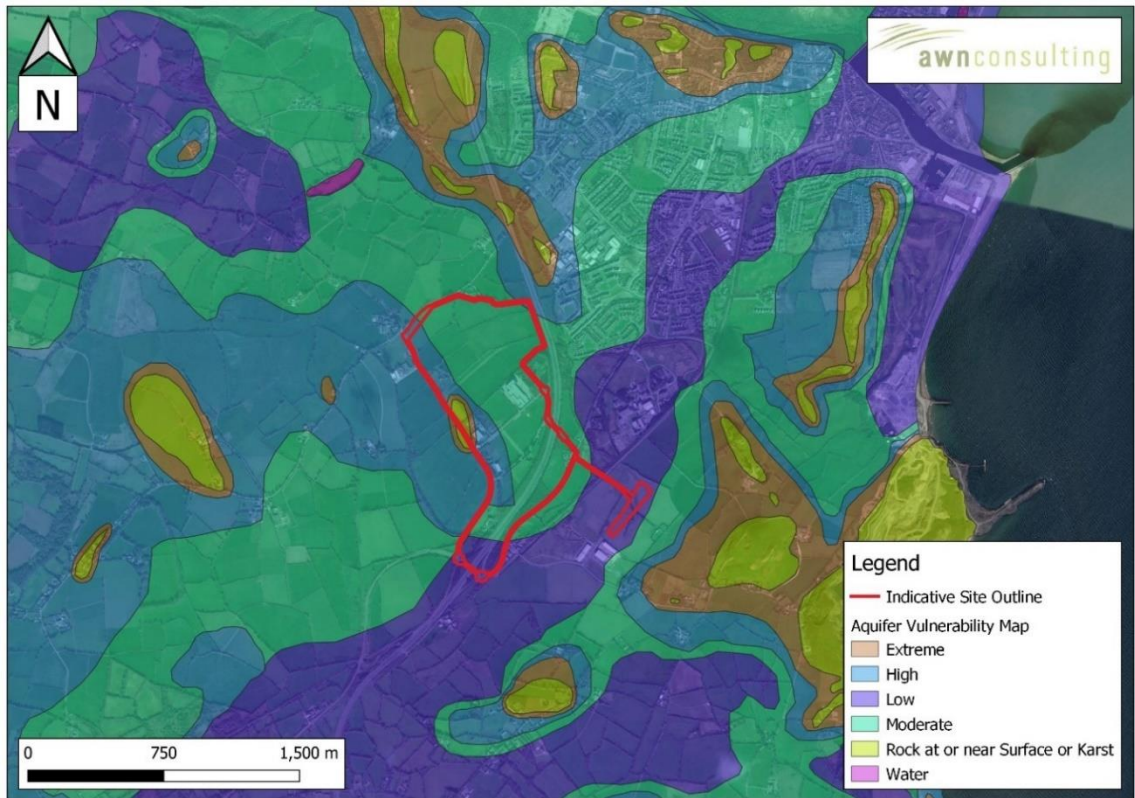 awnconsulting
N
Legend
Indicative Site Outline
Aquifer Vulnerability Map
Extreme
High
Low
Moderate
Rock at or near Surface or Karst
Water
0 750 1,500 m